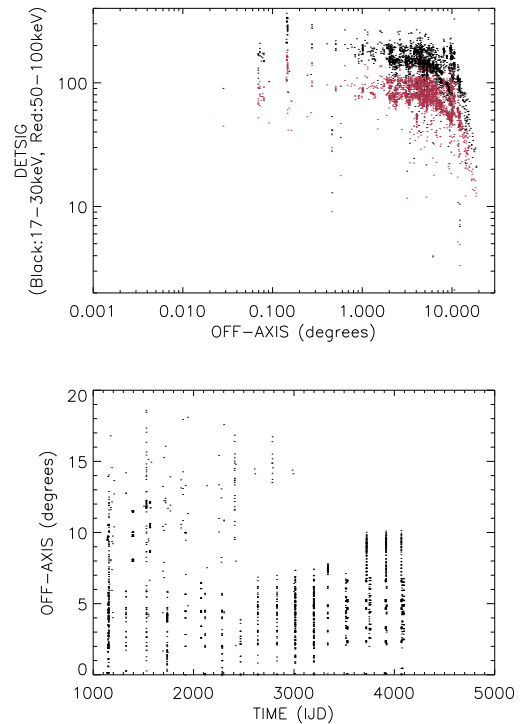 DETSIG
(Black:17-30keV, Red:50-100keV)
100
10
0.001 0.010 0.100 1.000 10.000
OFF-AXIS (degrees)
OFF-AXIS (degrees)
20
15
10
5
0
1000 2000 3000 4000 5000
TIME (IJD)